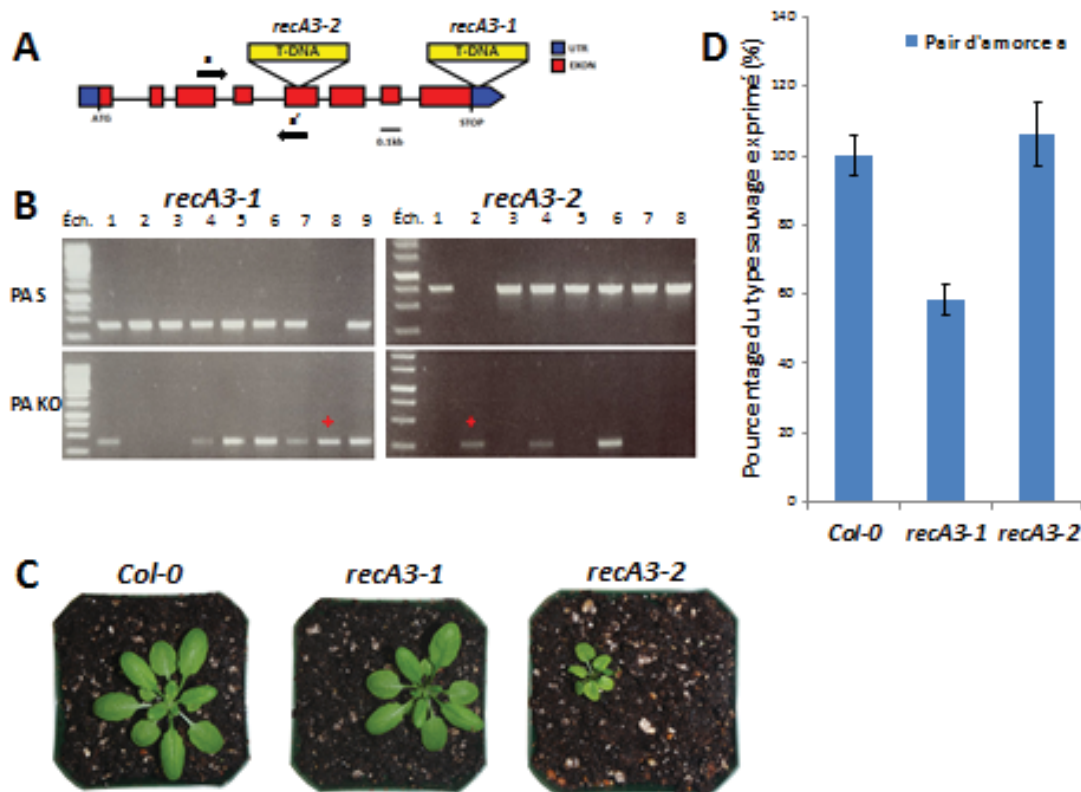 A
recA3-2
recA3-1
T-DNA
T-DNA
UTR
EXON
a
ATG
a'
STOP
0.1kb
B
recA3-1
recA3-2
Éch. 1 2 3 4 5 6 7 8 9
Éch. 1 2 3 4 5 6 7 8
PA S
PA KO
+
+
C
Col-0
recA3-1
recA3-2
D
Pair d'amorce a
Pourcentage du type sauvage exprimé (%)
140
120
100
80
60
40
20
0
Col-0
recA3-1
recA3-2